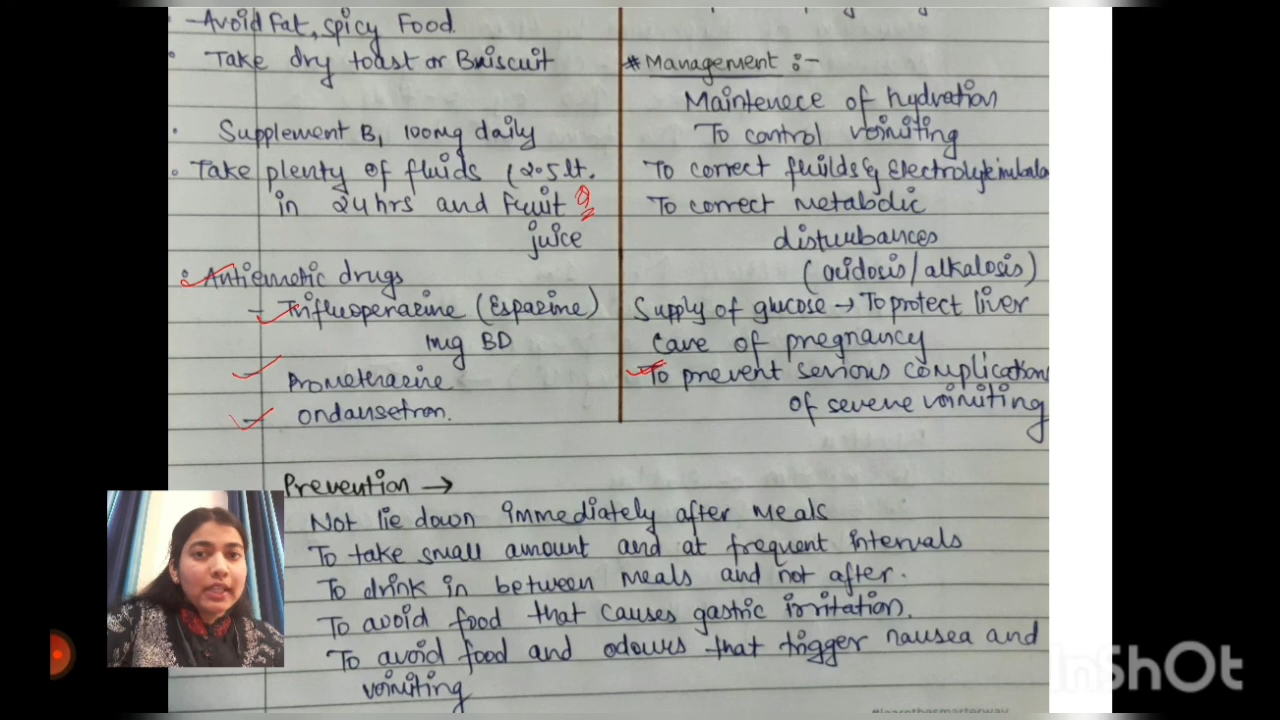 - Avoid Fat, spicy Food
• Take dry toast or Briscuit
• Supplement B1 100mg daily
• Take plenty of fluids (2.5 lt.
in 24 hrs and fruit
juice
• Antiemetic drugs
- Trifluoperazine (Espazine)
1mg BD
- Promethazine
- ondansetron.
# Management :-
Maintenece of hydration
To control vomiting
To correct fluilds & Electrolyte imbala
To correct metabolic
disturbances
(acidosis/alkalosis)
Supply of glucose → To protect liver
Care of pregnancy
To prevent serious complication
of severe vomiting
Prevention →
Not lie down immediately after meals
To take small amount and at frequent intervals
To drink in between meals and not after.
To avoid food that causes gastric irritation.
To avoid food and odours that trigger nausea and
vomiting
InShOt